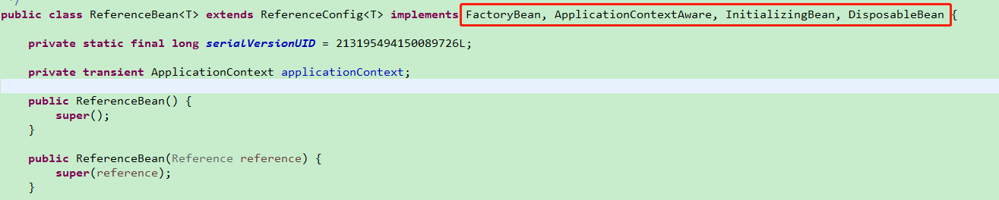 */
public class ReferenceBean<T> extends ReferenceConfig<T> implements FactoryBean, ApplicationContextAware, InitializingBean, DisposableBean {
private static final long serialVersionUID = 213195494150089726L;
private transient ApplicationContext applicationContext;
public ReferenceBean() {
super();
}
public ReferenceBean(Reference reference) {
super(reference);
}